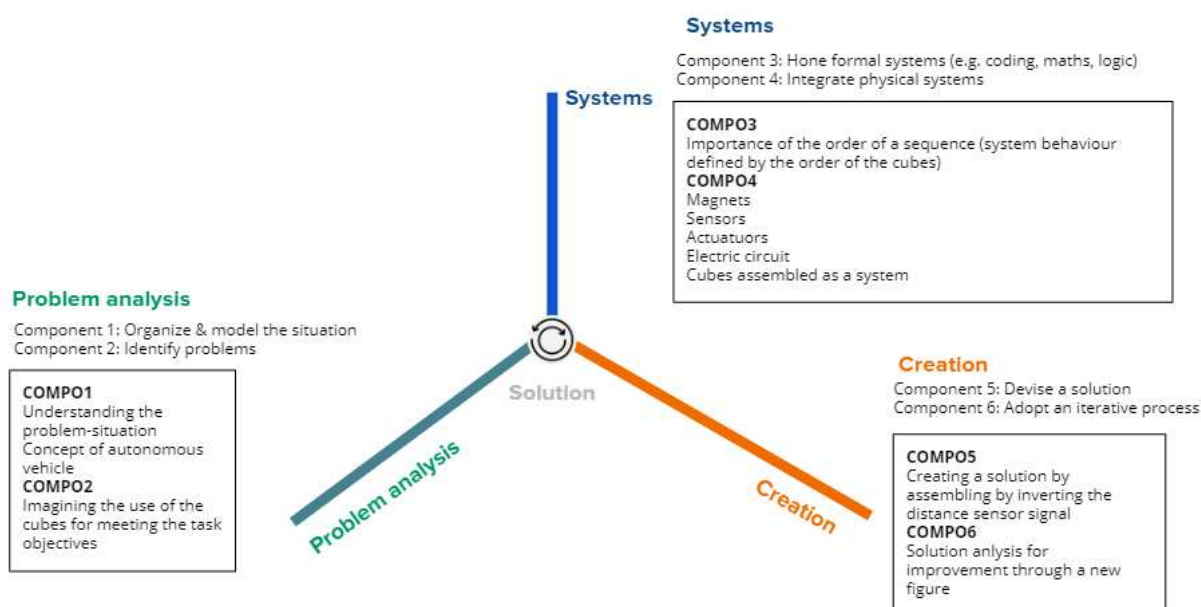 Systems
Component 3: Hone formal systems (e.g. coding, maths, logic)
Component 4: Integrate physical systems
Systems
COMPO3
Importance of the order of a sequence (system behaviour
defined by the order of the cubes)
COMPO4
Magnets
Sensors
Actuatuors
Electric circuit
Cubes assembled as a system
Problem analysis
Component 1: Organize & model the situation
Component 2: Identify problems
COMPO1
Understanding the
problem-situation
Concept of autonomous
vehicle
COMPO2
Imagining the use of the
cubes for meeting the task
objectives
Solution
Problem analysis
Creation
Creation
Component 5: Devise a solution
Component 6: Adopt an iterative process
COMPO5
Creating a solution by
assembling by inverting the
distance sensor signal
COMPO6
Solution anlysis for
improvement through a new
figure